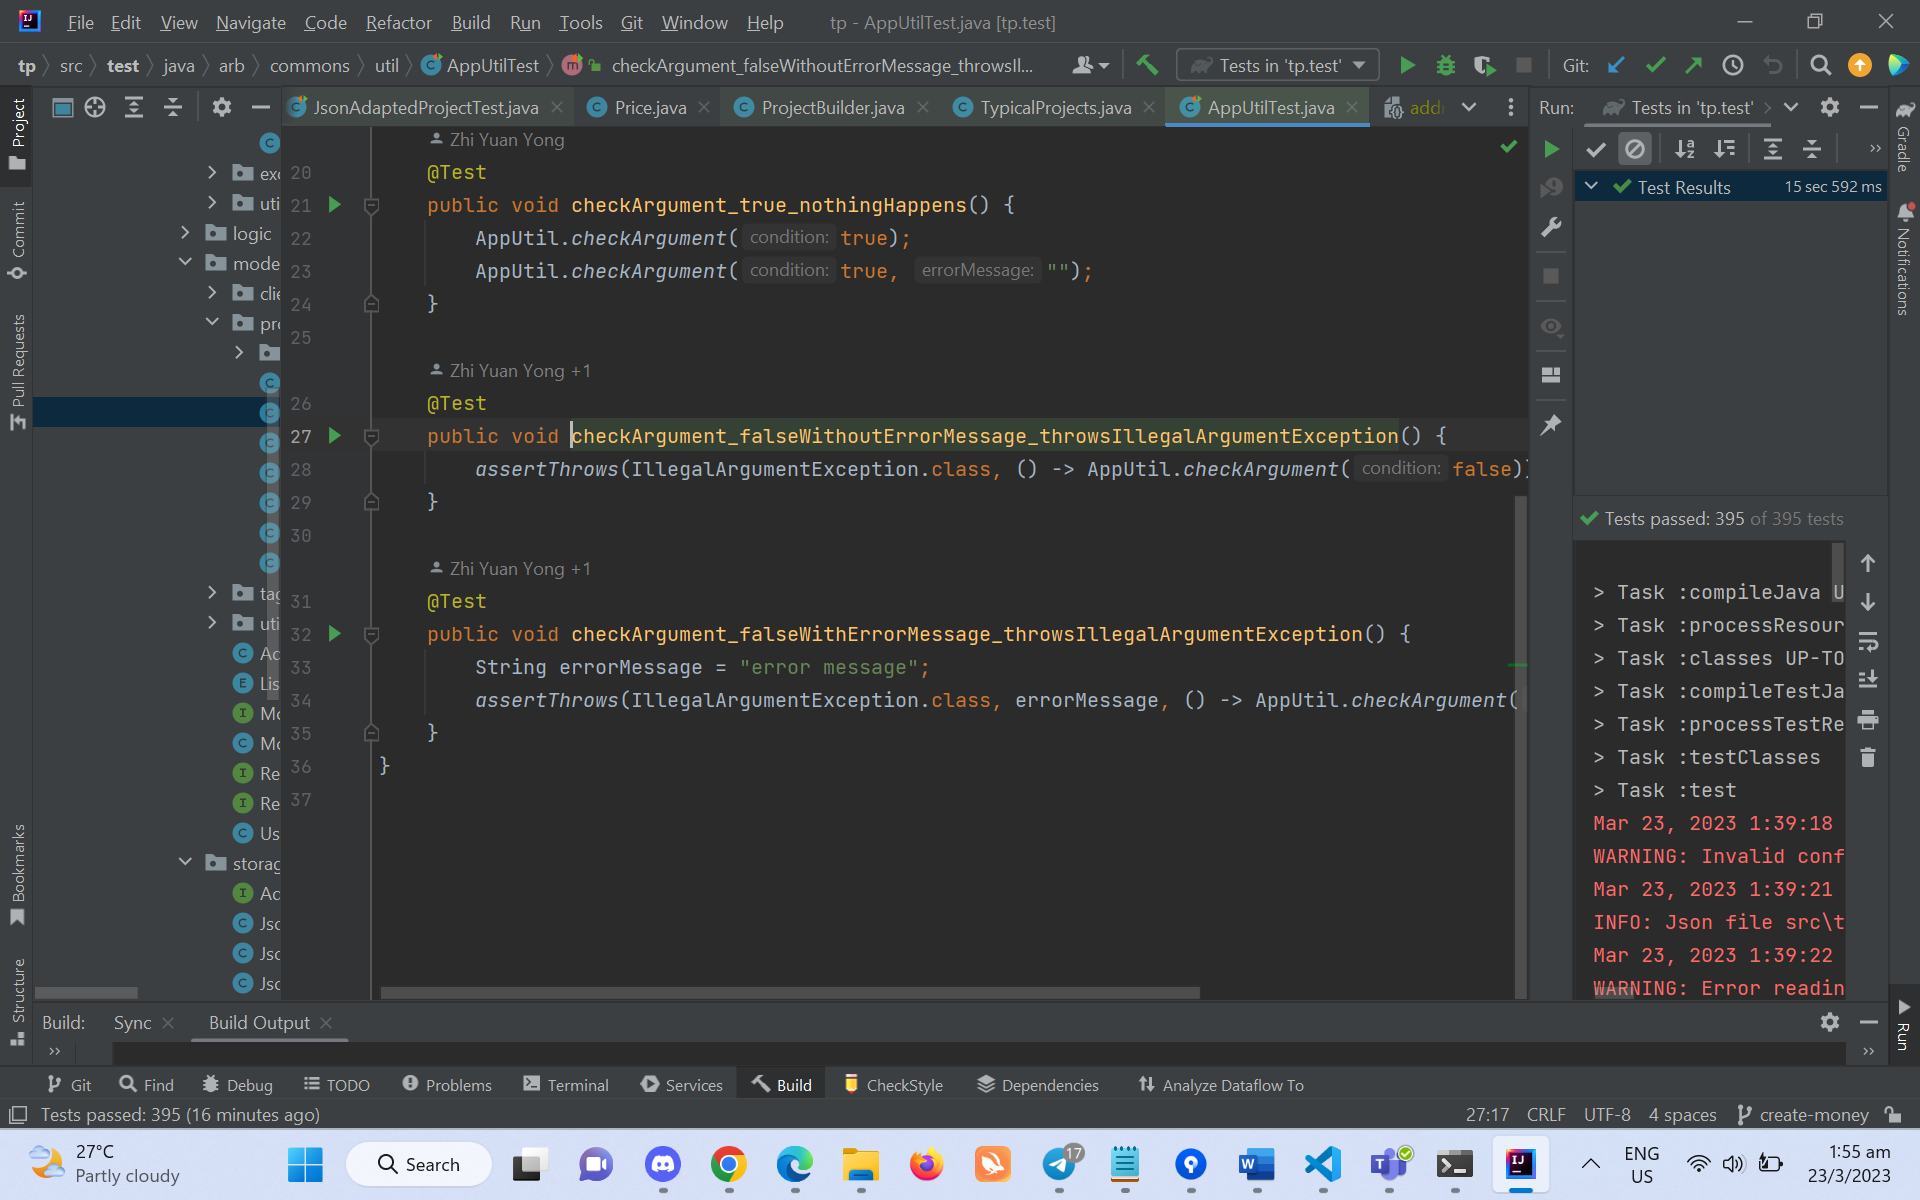 File Edit View Navigate Code Refactor Build Run Tools Git Window Help tp - AppUtilTest.java [tp.test]
tp src test java arb commons util AppUtilTest checkArgument_falseWithoutErrorMessage_throwsIl... Tests in 'tp.test' Git:
JsonAdaptedProjectTest.java Price.java ProjectBuilder.java TypicalProjects.java AppUtilTest.java add
Run: Tests in 'tp.test'
Project
Commit
Pull Requests
Bookmarks
Structure
exc
uti
logic
mode
clie
pro
tag
uti
Ac
Lis
Mc
Mc
Re
Re
Us
storag
Ac
Jsc
Jsc
Jsc
Zhi Yuan Yong
20 @Test
21 public void checkArgument_true_nothingHappens() {
22 AppUtil.checkArgument( condition: true);
23 AppUtil.checkArgument( condition: true, errorMessage: "");
24 }
25
Zhi Yuan Yong +1
26 @Test
27 public void checkArgument_falseWithoutErrorMessage_throwsIllegalArgumentException() {
28 assertThrows(IllegalArgumentException.class, () -> AppUtil.checkArgument( condition: false))
29 }
30
Zhi Yuan Yong +1
31 @Test
32 public void checkArgument_falseWithErrorMessage_throwsIllegalArgumentException() {
33 String errorMessage = "error message";
34 assertThrows(IllegalArgumentException.class, errorMessage, () -> AppUtil.checkArgument(
35 }
36 }
37
Test Results 15 sec 592 ms
Tests passed: 395 of 395 tests
> Task :compileJava U
> Task :processResour
> Task :classes UP-TO
> Task :compileTestJa
> Task :processTestRe
> Task :testClasses
> Task :test
Mar 23, 2023 1:39:18
WARNING: Invalid conf
Mar 23, 2023 1:39:21
INFO: Json file src\t
Mar 23, 2023 1:39:22
WARNING: Error readin
Gradle
Notifications
Run
Build: Sync Build Output
Git Find Debug TODO Problems Terminal Services Build CheckStyle Dependencies Analyze Dataflow To
Tests passed: 395 (16 minutes ago) 27:17 CRLF UTF-8 4 spaces create-money
27°C
Partly cloudy
Search
17
ENG
US
1:55 am
23/3/2023